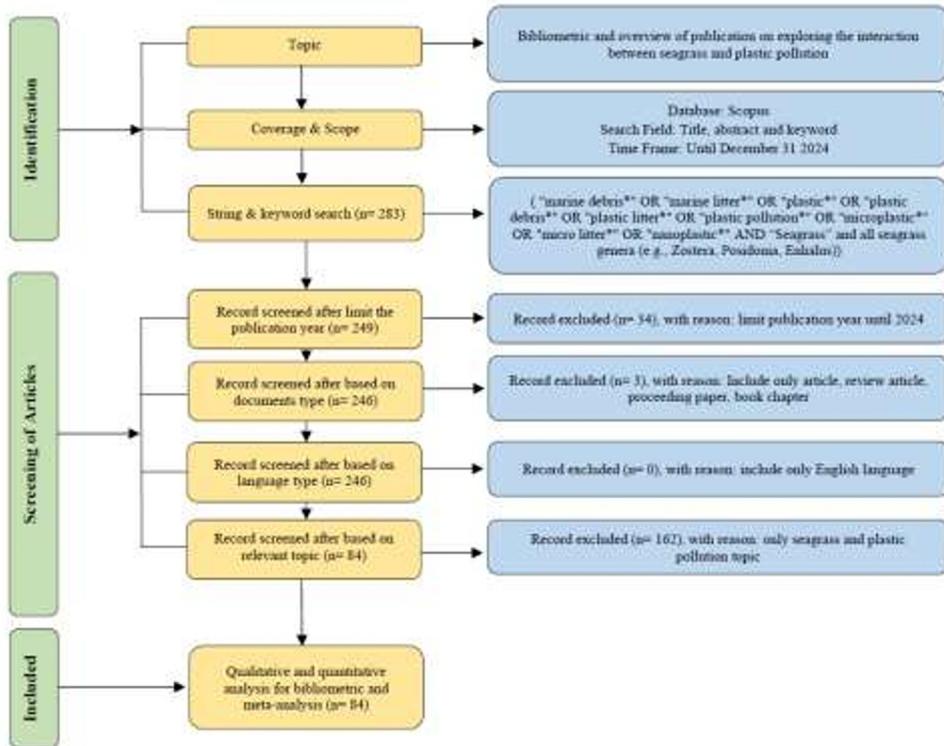 Identification
Topic
Bibliometric and overview of publication on exploring the interaction
between seagrass and plastic pollution
Coverage & Scope
Database: Scopus
Search Field: Title, abstract and keyword
Time Frame: Until December 31 2024
String & keyword search (n= 283)
( "marine debris*" OR "marine litter*" OR "plastic*" OR "plastic
debris*" OR "plastic litter*" OR "plastic pollution*" OR "microplastic*"
OR "micro litter*" OR "nanoplastic*" AND "Seagrass" and all seagrass
genera (e.g., Zostera, Posidonia, Enhalus))
Screening of Articles
Record screened after limit the
publication year (n= 249)
Record excluded (n= 34), with reason: limit publication year until 2024
Record screened after based on
documents type (n= 246)
Record excluded (n= 3), with reason: Include only article, review article,
proceeding paper, book chapter
Record screened after based on
language type (n= 246)
Record excluded (n= 0), with reason: include only English language
Record screened after based on
relevant topic (n= 84)
Record excluded (n= 162), with reason: only seagrass and plastic
pollution topic
Included
Qualitative and quantitative
analysis for bibliometric and
meta-analysis (n= 84)